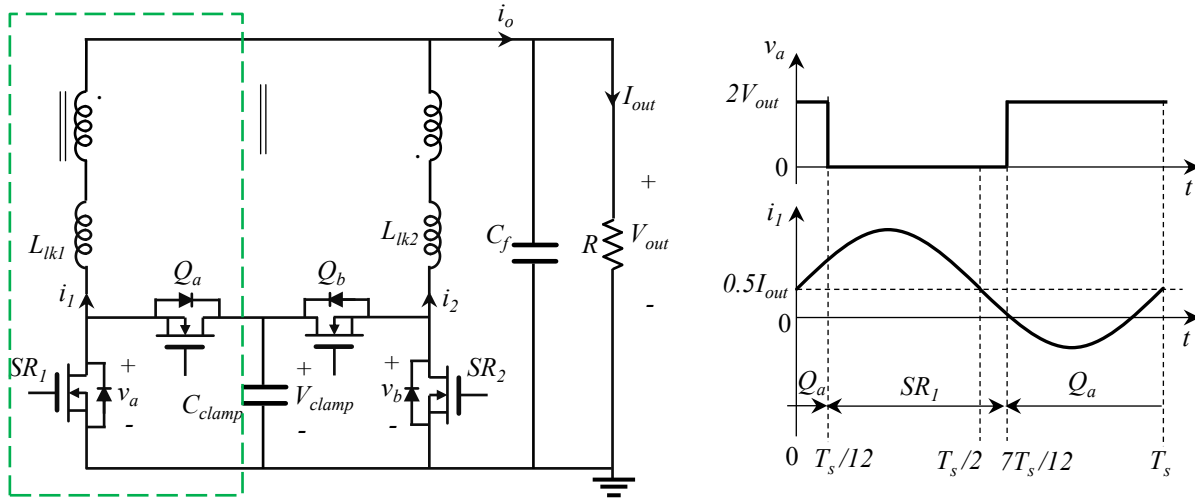 i_o
I_out
L_lk1
L_lk2
C_f
R
+
V_out
-
Q_a
Q_b
i_1
i_2
SR_1
+
v_a
-
C_clamp
+
V_clamp
-
+
v_b
-
SR_2
v_a
2V_out
0
t
i_1
0.5I_out
0
t
Q_a
SR_1
Q_a
0
T_s/12
T_s/2
7T_s/12
T_s